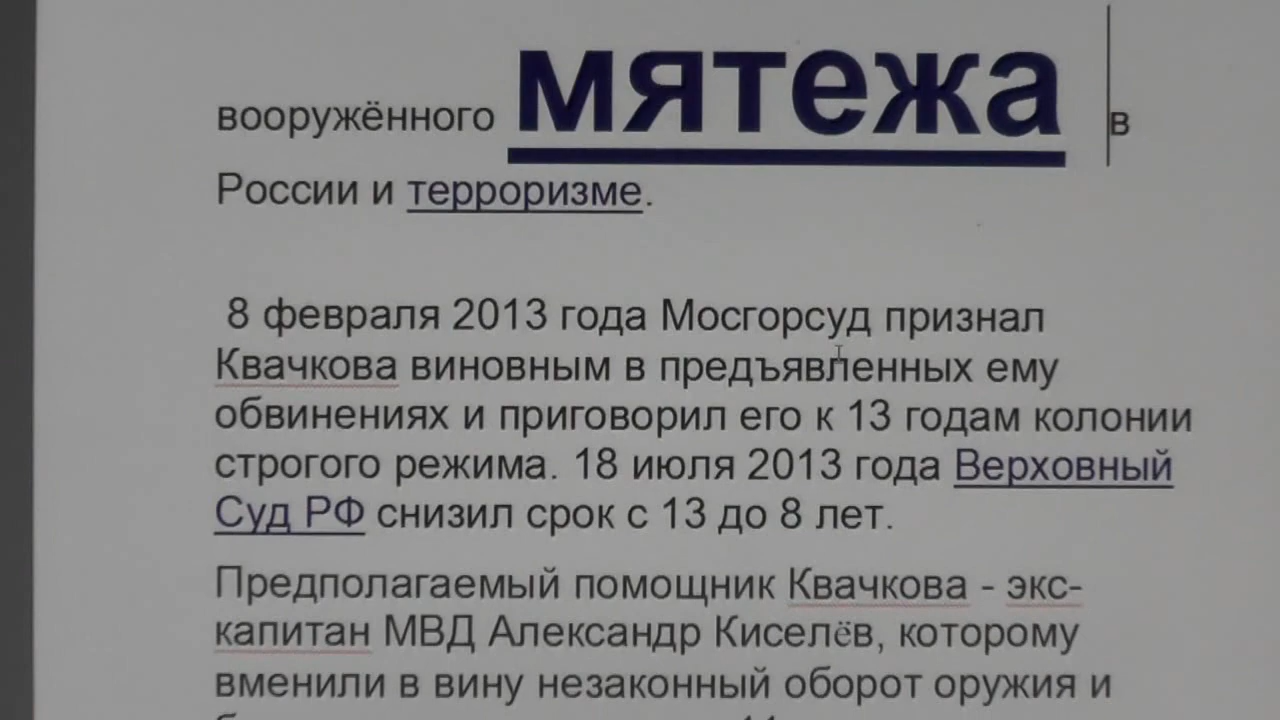 вооружённого мятежа в
России и терроризме.
8 февраля 2013 года Мосгорсуд признал
Квачкова виновным в предъявленных ему
обвинениях и приговорил его к 13 годам колонии
строгого режима. 18 июля 2013 года Верховный
Суд РФ снизил срок с 13 до 8 лет.
Предполагаемый помощник Квачкова - экс-
капитан МВД Александр Киселёв, которому
вменили в вину незаконный оборот оружия и